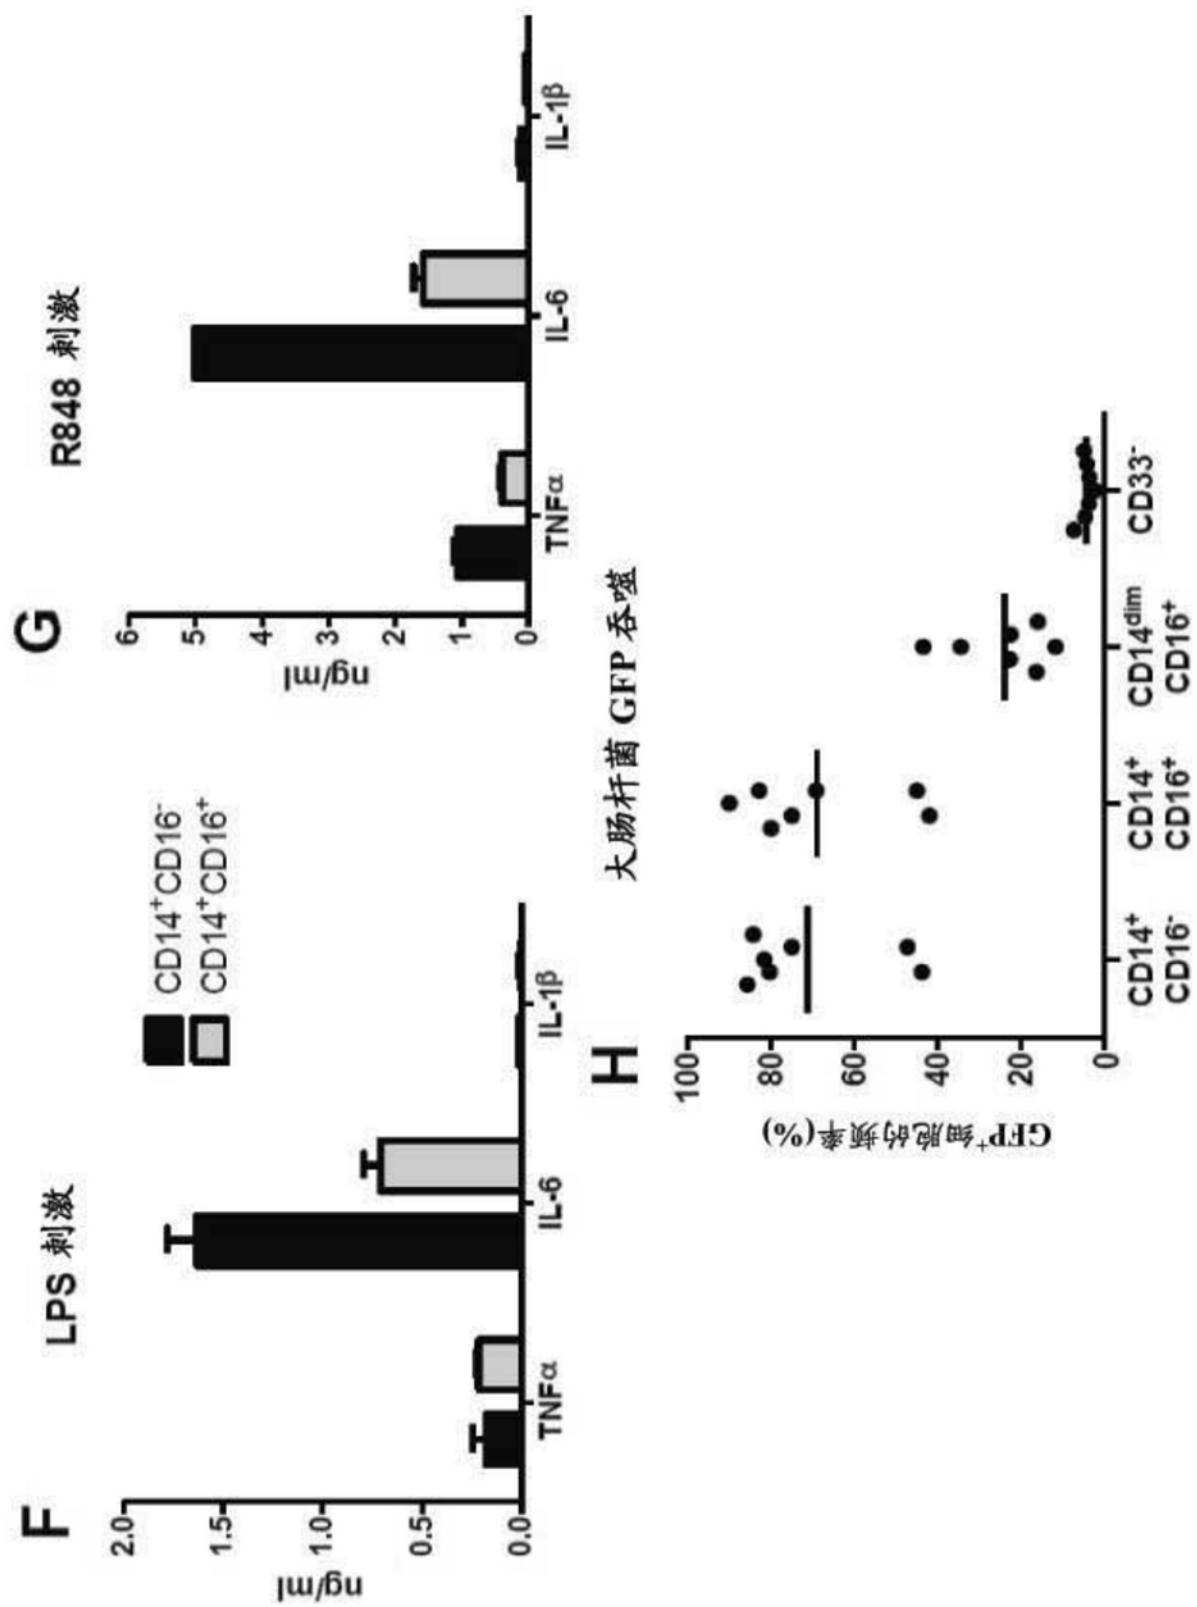 F
LPS 刺激
CD14⁺CD16⁻
CD14⁺CD16⁺
ng/ml
2.0
1.5
1.0
0.5
0.0
TNFα
IL-6
IL-1β
G
R848 刺激
ng/ml
6
5
4
3
2
1
0
TNFα
IL-6
IL-1β
H
大肠杆菌 GFP 吞噬
GFP⁺细胞的频率(%)
100
80
60
40
20
0
CD14⁺
CD16⁻
CD14⁺
CD16⁺
CD14ᵈⁱᵐ
CD16⁺
CD33⁻